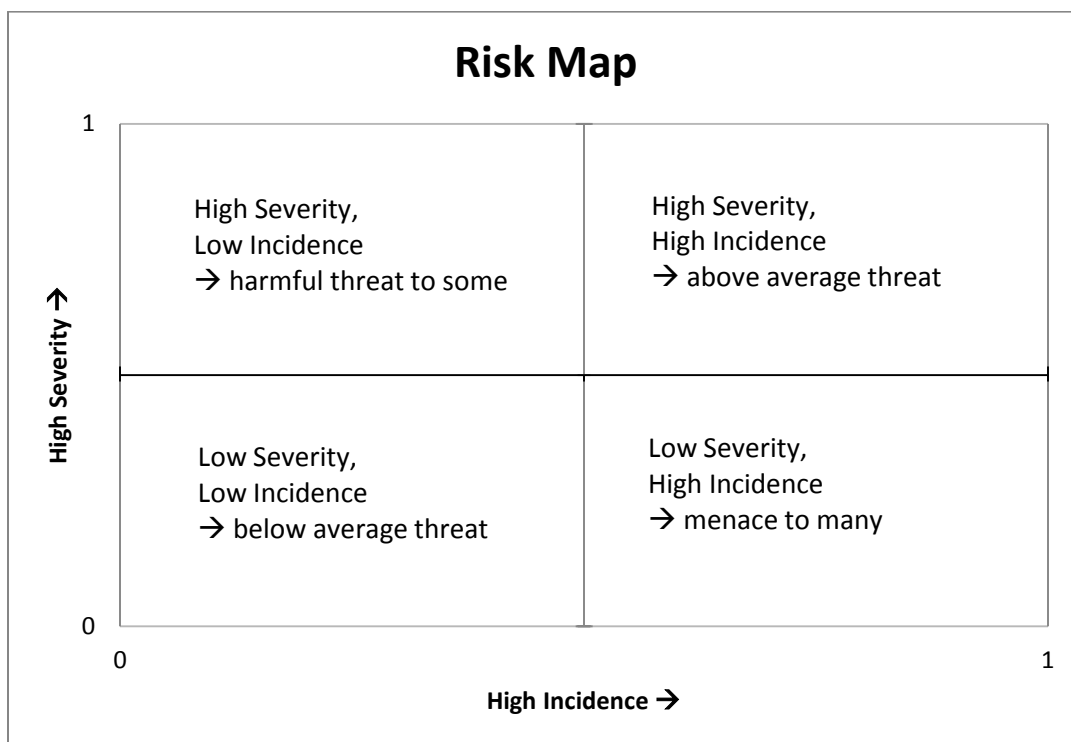 Risk Map
1
High Severity,
Low Incidence
→ harmful threat to some
High Severity,
High Incidence
→ above average threat
High Severity →
Low Severity,
Low Incidence
→ below average threat
Low Severity,
High Incidence
→ menace to many
0
0
1
High Incidence →